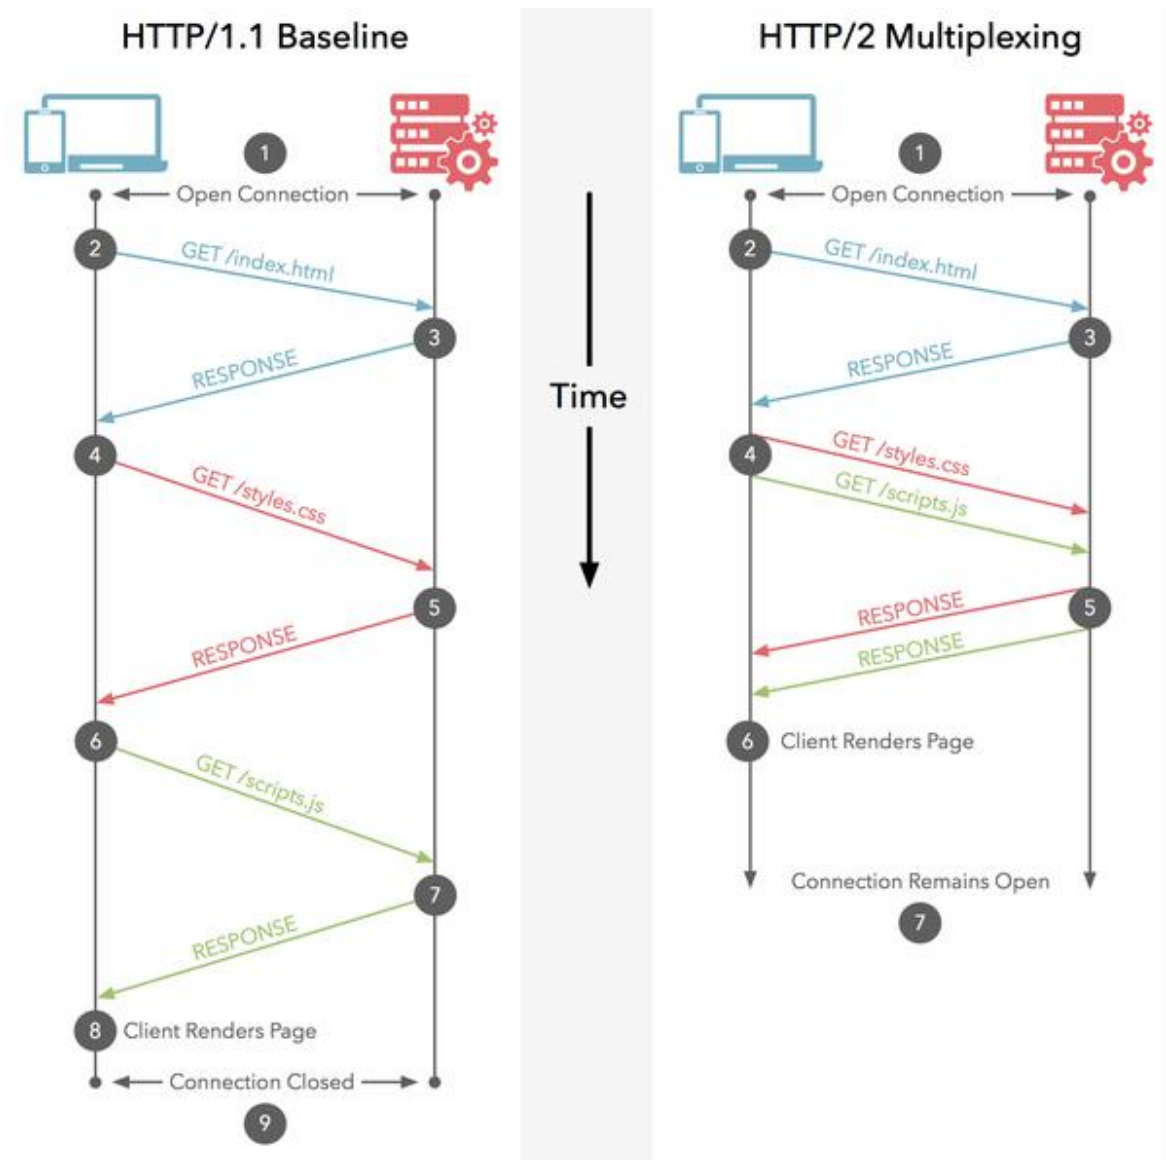 HTTP/1.1 Baseline
1
Open Connection
2
GET /index.html
3
RESPONSE
4
GET /styles.css
5
RESPONSE
6
GET /scripts.js
7
RESPONSE
8 Client Renders Page
Connection Closed
9
Time
HTTP/2 Multiplexing
1
Open Connection
2
GET /index.html
3
RESPONSE
4
GET /styles.css
GET /scripts.js
5
RESPONSE
RESPONSE
6 Client Renders Page
Connection Remains Open
7